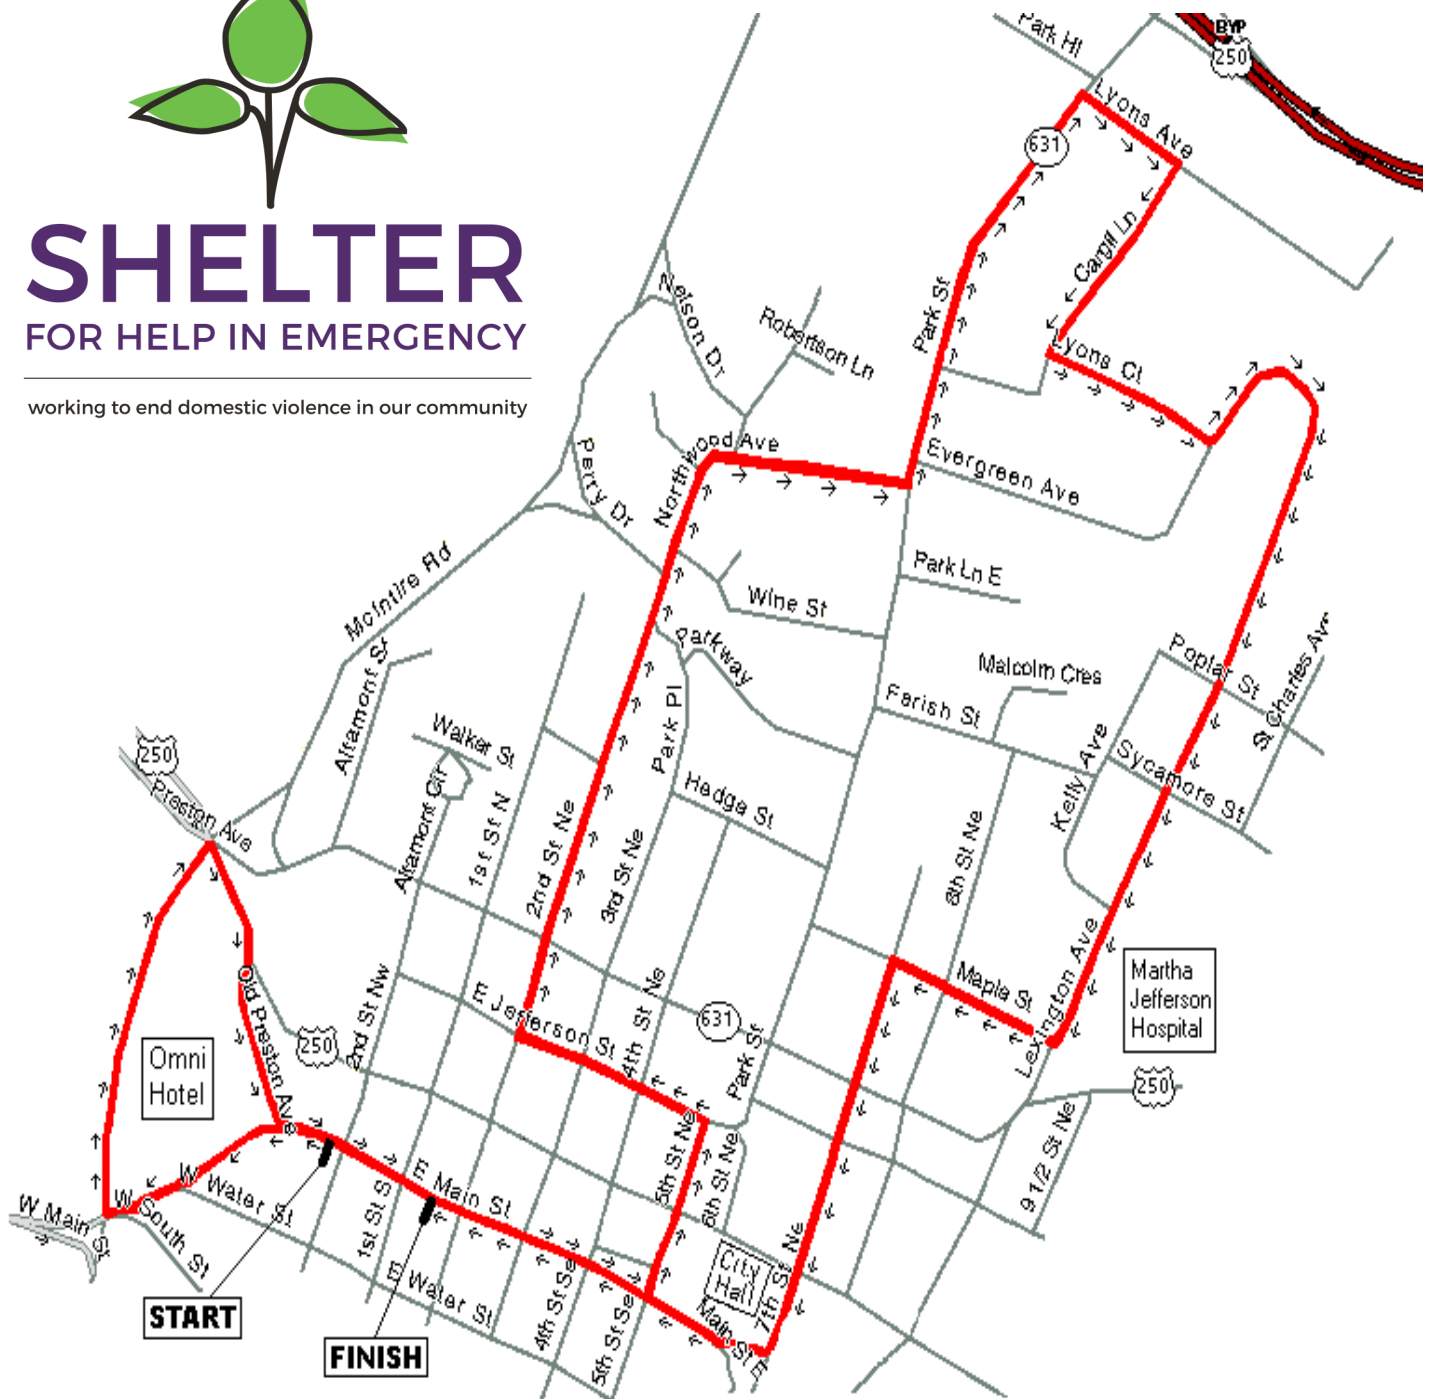 SHELTER
FOR HELP IN EMERGENCY
working to end domestic violence in our community
Park Hl
BYP
250
Lyons Ave
631
Cargil Ln
Nelson Dr
Robertson Ln
Park St
Lyons Ct
Northwood Ave
Perry Dr
Evergreen Ave
McIntire Rd
Park Ln E
Wine St
Parkway
Altamont St
Malcolm Cres
Poplar St
St Charles Ave
Farish St
Park Pl
Walker St
250
Preston Ave
Kelly Ave
Sycamore St
Hedge St
Altamont Cir
1st St N
2nd St Ne
3rd St Ne
8th St Ne
Lexington Ave
Maple St
Martha
Jefferson
Hospital
2nd St Nw
E Jefferson St
4th St Ne
631
Park St
Old Preston Ave
250
Omni
Hotel
250
9 1/2 St Ne
5th St Ne
6th St Ne
E Main St
W Water St
W South St
W Main St
1st St S
E Water St
4th St Se
5th St Se
City
Hall
7th St Ne
Main St E
START
FINISH